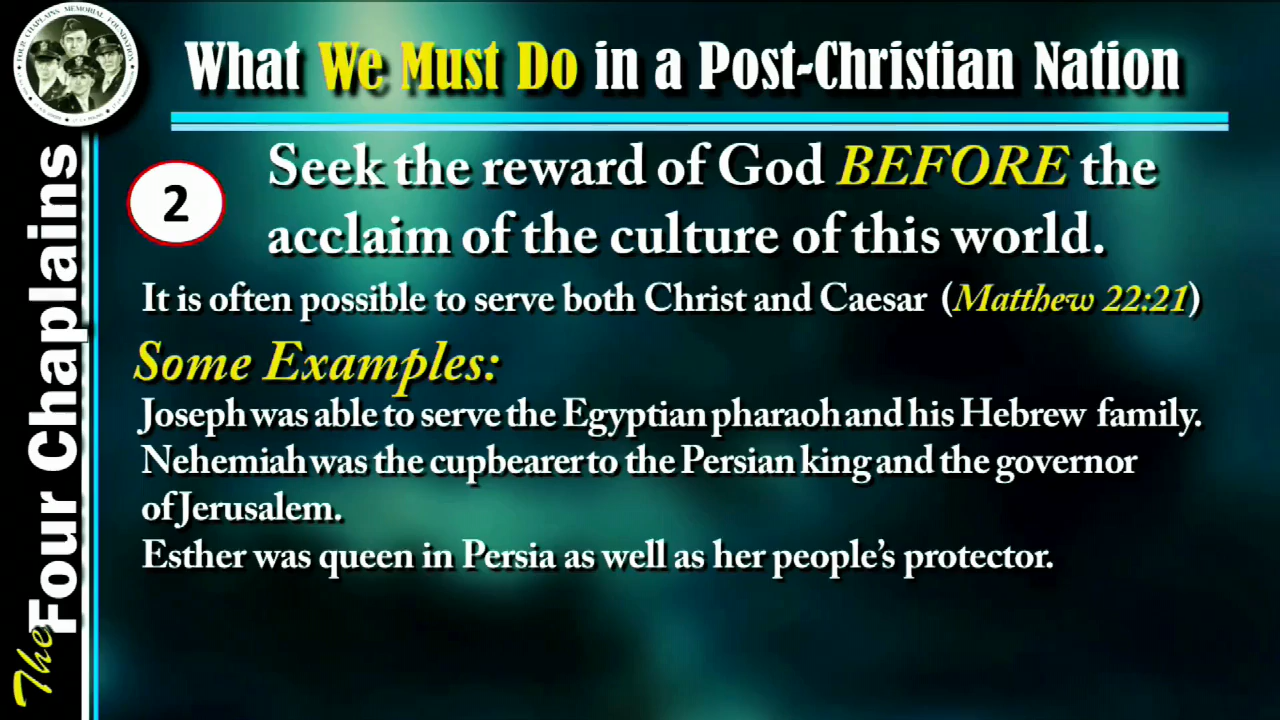 What We Must Do in a Post-Christian Nation
2
Seek the reward of God BEFORE the
acclaim of the culture of this world.
It is often possible to serve both Christ and Caesar (Matthew 22:21)
Some Examples:
Joseph was able to serve the Egyptian pharaoh and his Hebrew family.
Nehemiah was the cupbearer to the Persian king and the governor
of Jerusalem.
Esther was queen in Persia as well as her people's protector.
The Four Chaplains
FOUR CHAPLAINS MEMORIAL FOUNDATION